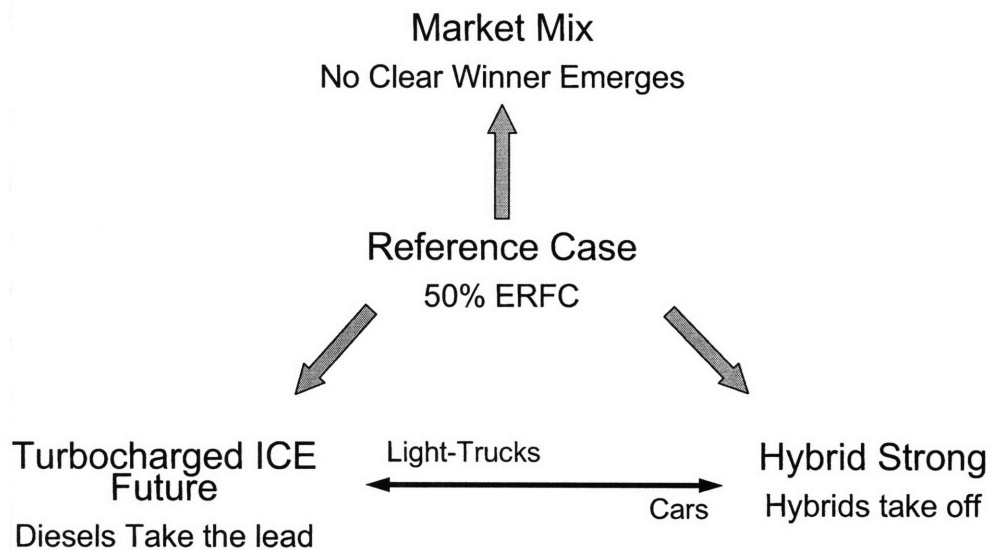 Market Mix
No Clear Winner Emerges
Reference Case
50% ERFC
Turbocharged ICE
Future
Diesels Take the lead
Light-Trucks
Cars
Hybrid Strong
Hybrids take off